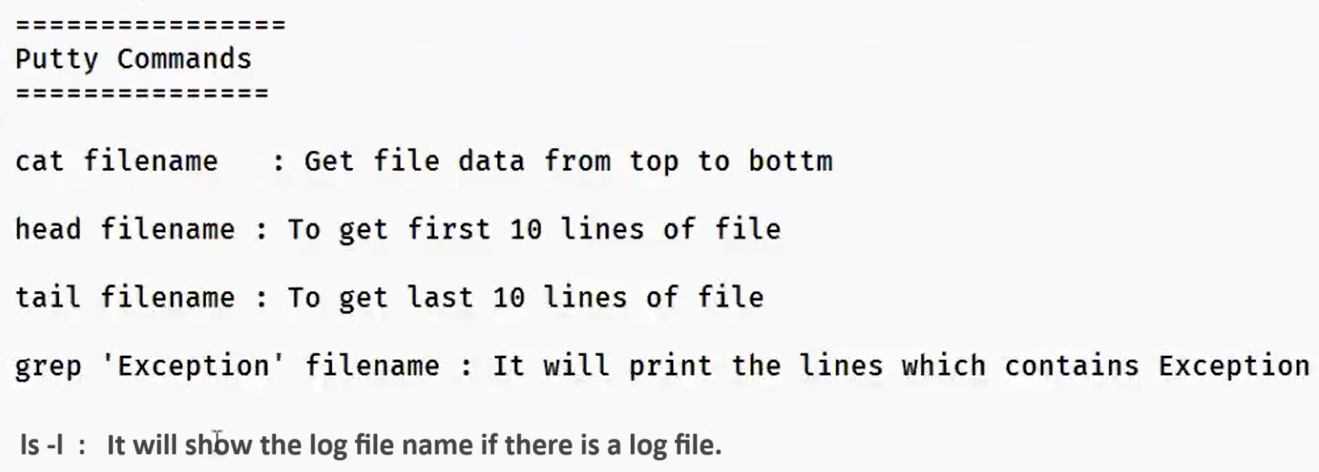 ================
Putty Commands
===============
cat filename   : Get file data from top to bottm
head filename : To get first 10 lines of file
tail filename : To get last 10 lines of file
grep 'Exception' filename : It will print the lines which contains Exception
ls -l :  It will show the log file name if there is a log file.